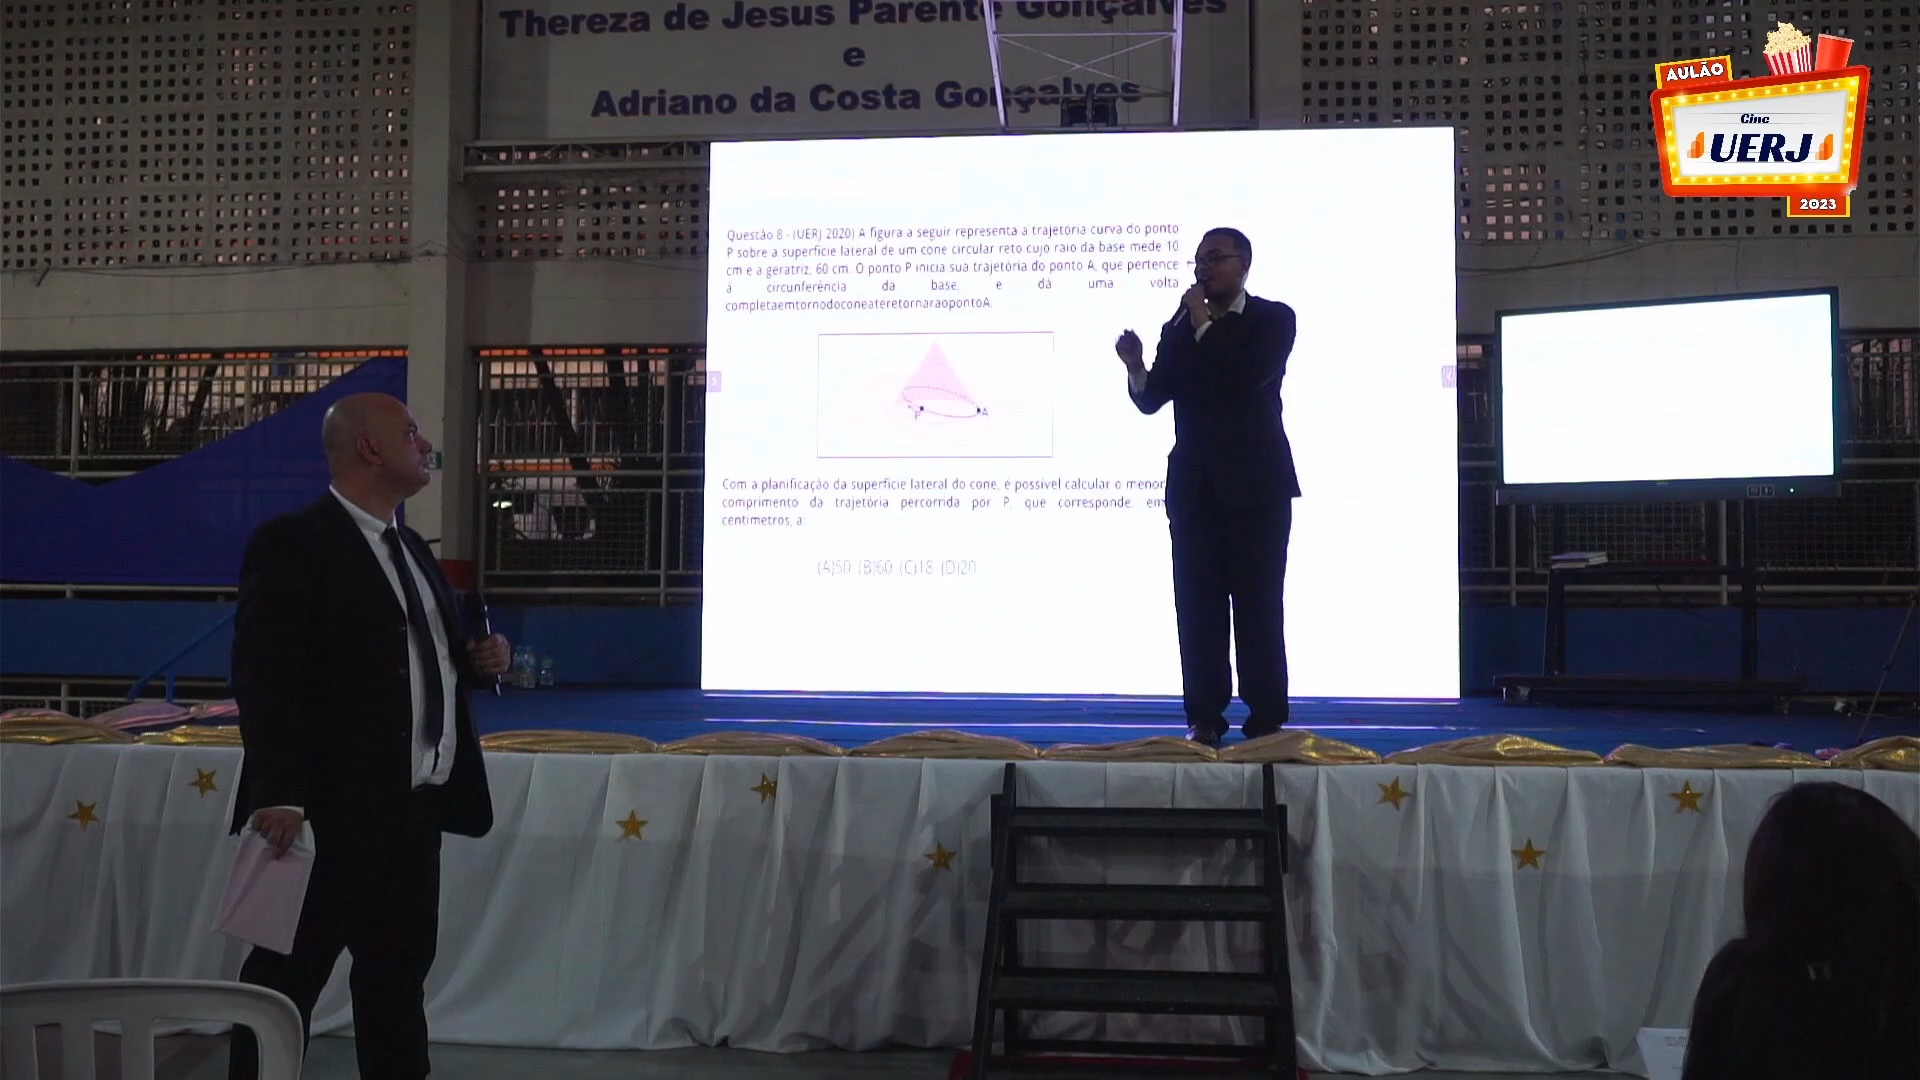 Thereza de Jesus Parente Gonçalves
e
Adriano da Costa Gonçalves
AULÃO
Cine
UERJ
2023
Questão 8 - (UERJ 2020) A figura a seguir representa a trajetória curva do ponto
P sobre a superfície lateral de um cone circular reto cujo raio da base mede 10
cm e a geratriz, 60 cm. O ponto P inicia sua trajetória do ponto A, que pertence
à circunferência da base, e dá uma volta
completaemtornodoconeatéretornaraopontoA.
P
A
Com a planificação da superfície lateral do cone, é possível calcular o menor
comprimento da trajetória percorrida por P, que corresponde, em
centímetros, a:
(A)50 (B)60 (C)18 (D)20